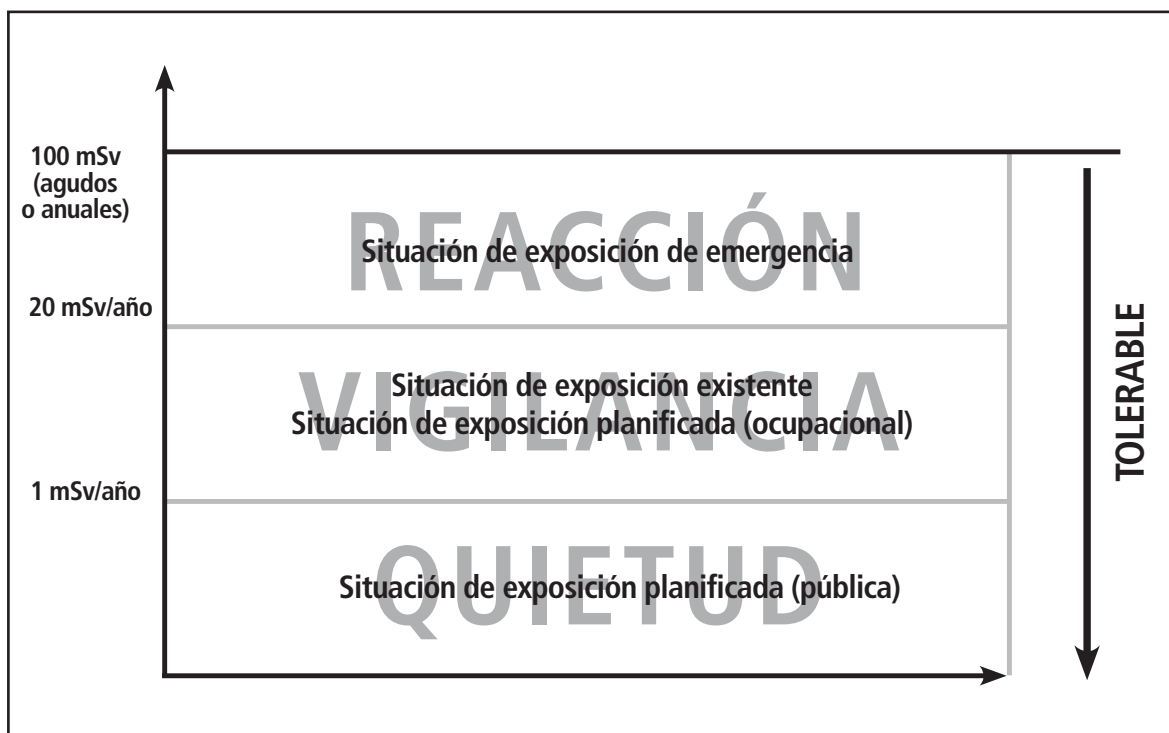 100 mSv
(agudos
o anuales)
REACCIÓN
Situación de exposición de emergencia
20 mSv/año
VIGILANCIA
Situación de exposición existente
Situación de exposición planificada (ocupacional)
1 mSv/año
QUIETUD
Situación de exposición planificada (pública)
TOLERABLE